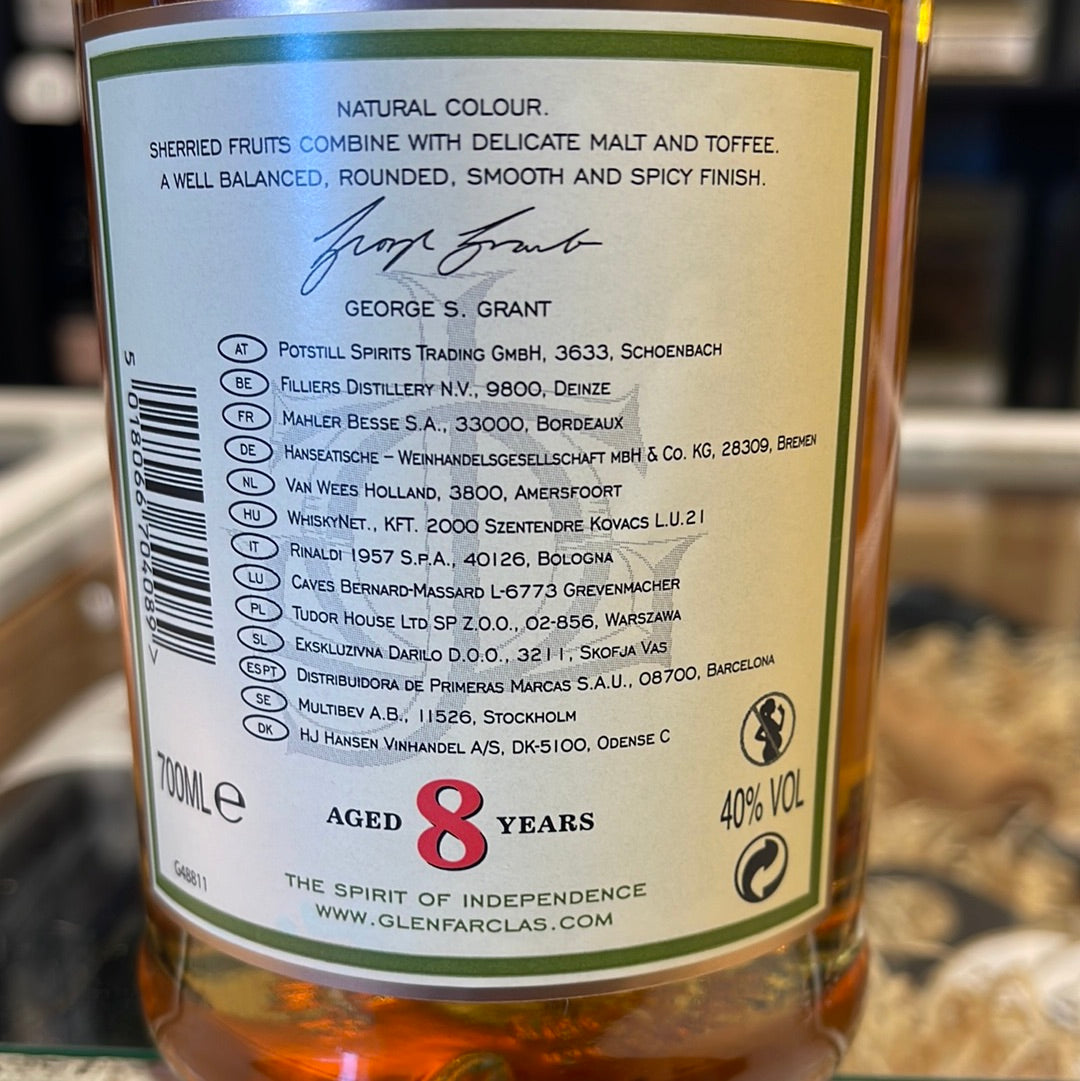 NATURAL COLOUR.
SHERRIED FRUITS COMBINE WITH DELICATE MALT AND TOFFEE.
A WELL BALANCED, ROUNDED, SMOOTH AND SPICY FINISH.
George Grant
GEORGE S. GRANT
AT POTSTILL SPIRITS TRADING GMBH, 3633, SCHOENBACH
BE FILLIERS DISTILLERY N.V., 9800, DEINZE
FR MAHLER BESSE S.A., 33000, BORDEAUX
DE HANSEATISCHE – WEINHANDELSGESELLSCHAFT MBH & CO. KG, 28309, BREMEN
NL VAN WEES HOLLAND, 3800, AMERSFOORT
HU WHISKYNET., KFT. 2000 SZENTENDRE KOVACS L.U.21
IT RINALDI 1957 S.P.A., 40126, BOLOGNA
LU CAVES BERNARD-MASSARD L-6773 GREVENMACHER
PL TUDOR HOUSE LTD SP Z.O.O., 02-856, WARSZAWA
SL EKSKLUZIVNA DARILO D.O.O., 3211, SKOFJA VAS
ESPT DISTRIBUIDORA DE PRIMERAS MARCAS S.A.U., 08700, BARCELONA
SE MULTIBEV A.B., 11526, STOCKHOLM
DK HJ HANSEN VINHANDEL A/S, DK-5100, ODENSE C
5 018066 704089 >
700ML e
AGED 8 YEARS
40% VOL
G48811
THE SPIRIT OF INDEPENDENCE
WWW.GLENFARCLAS.COM